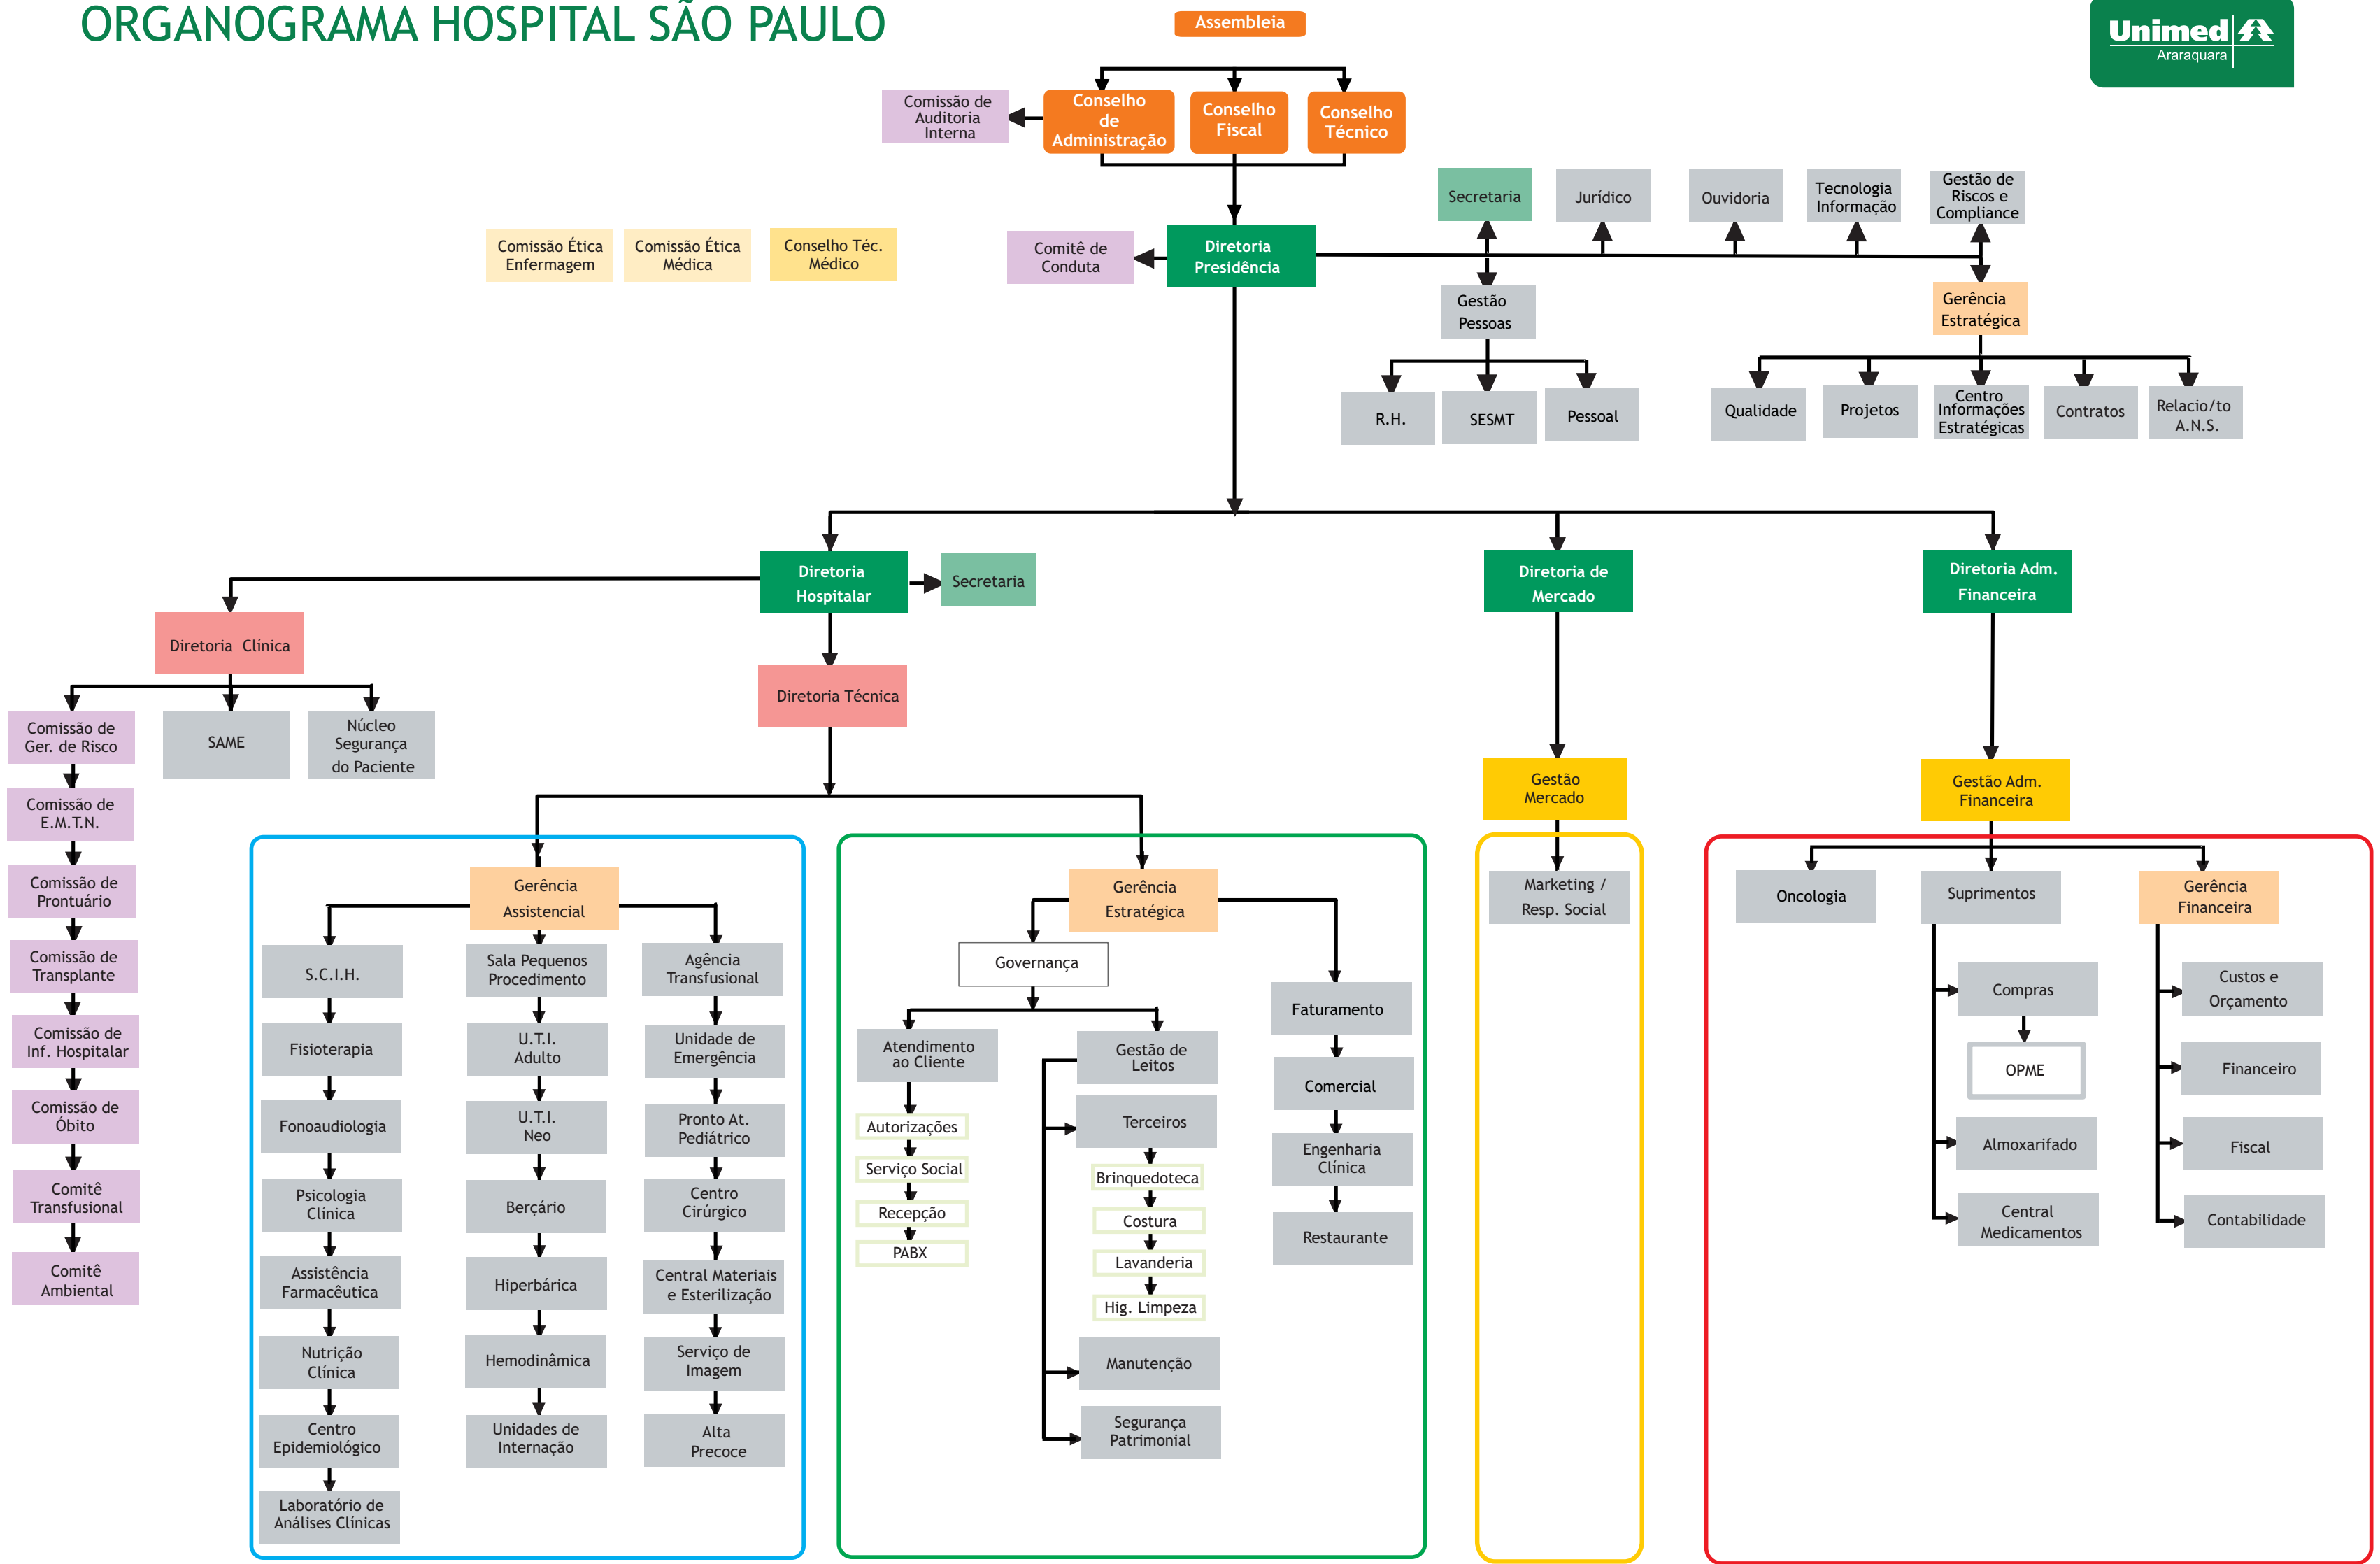 ORGANOGRAMA HOSPITAL SÃO PAULO
Assembleia
Unimed
Araraquara
Comissão de
Auditoria
Interna
Conselho
de
Administração
Conselho
Fiscal
Conselho
Técnico
Secretaria
Jurídico
Ouvidoria
Tecnologia
Informação
Gestão de
Riscos e
Compliance
Comissão Ética
Enfermagem
Comissão Ética
Médica
Conselho Téc.
Médico
Comitê de
Conduta
Diretoria
Presidência
Gestão
Pessoas
Gerência
Estratégica
R.H.
SESMT
Pessoal
Qualidade
Projetos
Centro
Informações
Estratégicas
Contratos
Relacio/to
A.N.S.
Diretoria
Hospitalar
Secretaria
Diretoria de
Mercado
Diretoria Adm.
Financeira
Diretoria Clínica
Diretoria Técnica
Comissão de
Ger. de Risco
SAME
Núcleo
Segurança
do Paciente
Gestão
Mercado
Gestão Adm.
Financeira
Comissão de
E.M.T.N.
Comissão de
Prontuário
Comissão de
Transplante
Comissão de
Inf. Hospitalar
Comissão de
Óbito
Comitê
Transfusional
Comitê
Ambiental
Gerência
Assistencial
S.C.I.H.
Fisioterapia
Fonoaudiologia
Psicologia
Clínica
Assistência
Farmacêutica
Nutrição
Clínica
Centro
Epidemiológico
Laboratório de
Análises Clínicas
Sala Pequenos
Procedimento
U.T.I.
Adulto
U.T.I.
Neo
Berçário
Hiperbárica
Hemodinâmica
Unidades de
Internação
Agência
Transfusional
Unidade de
Emergência
Pronto At.
Pediátrico
Centro
Cirúrgico
Central Materiais
e Esterilização
Serviço de
Imagem
Alta
Precoce
Gerência
Estratégica
Governança
Atendimento
ao Cliente
Autorizações
Serviço Social
Recepção
PABX
Gestão de
Leitos
Terceiros
Brinquedoteca
Costura
Lavanderia
Hig. Limpeza
Manutenção
Segurança
Patrimonial
Faturamento
Comercial
Engenharia
Clínica
Restaurante
Marketing /
Resp. Social
Oncologia
Suprimentos
Compras
OPME
Almoxarifado
Central
Medicamentos
Gerência
Financeira
Custos e
Orçamento
Financeiro
Fiscal
Contabilidade